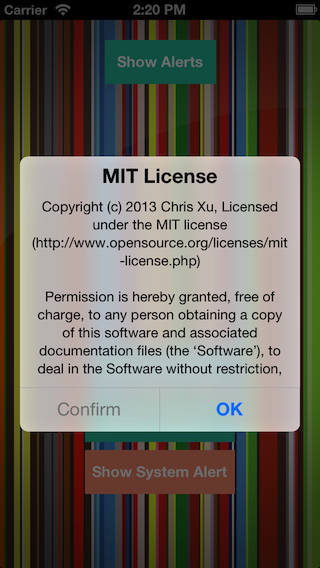 Carrier 2:20 PM
Show Alerts
MIT License
Copyright (c) 2013 Chris Xu, Licensed
under the MIT license
(http://www.opensource.org/licenses/mit
-license.php)
Permission is hereby granted, free of
charge, to any person obtaining a copy
of this software and associated
documentation files (the ‘Software’), to
deal in the Software without restriction,
Confirm OK
Show System Alert